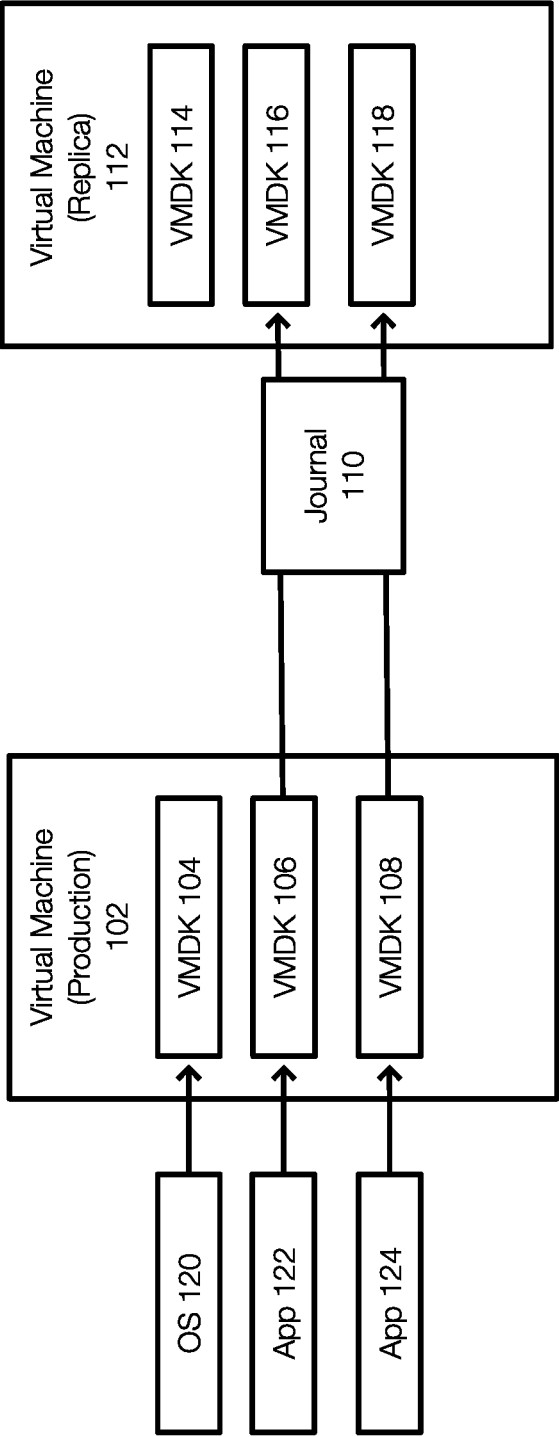 OS 120
App 122
App 124
Virtual Machine
(Production)
102
VMDK 104
VMDK 106
VMDK 108
Journal
110
Virtual Machine
(Replica)
112
VMDK 114
VMDK 116
VMDK 118